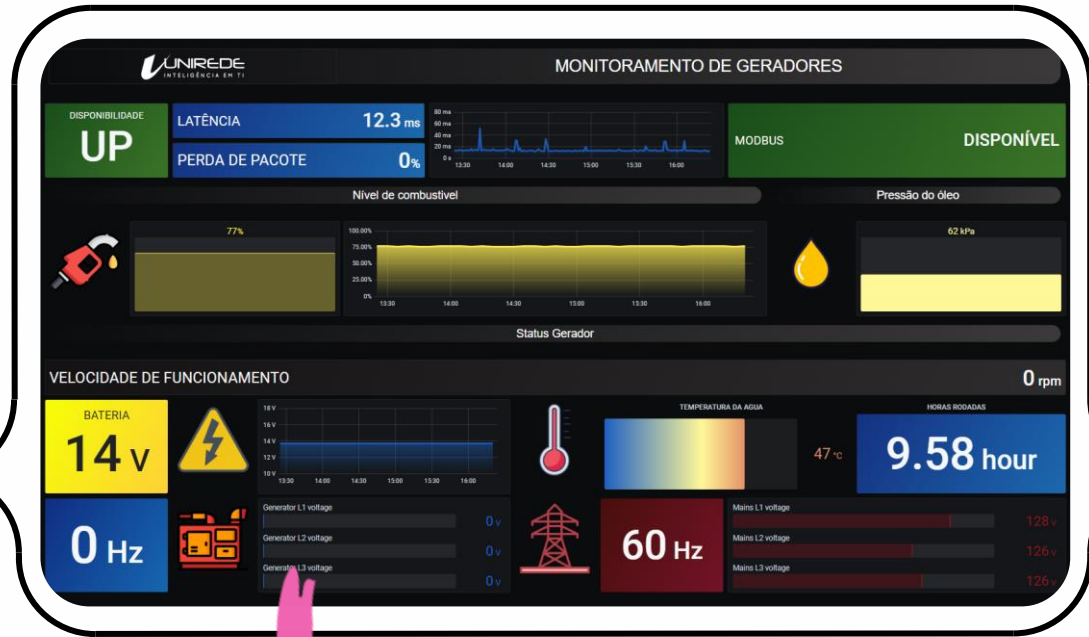 ÚNIREDE
INTELIGÊNCIA EM TI
MONITORAMENTO DE GERADORES
DISPONIBILIDADE
UP
LATÊNCIA
12.3 ms
PERDA DE PACOTE
0%
80 ms
60 ms
40 ms
20 ms
0 s
13:30 14:00 14:30 15:00 15:30 16:00
MODBUS
DISPONÍVEL
Nível de combustivel
Pressão do óleo
77%
100.00%
75.00%
50.00%
25.00%
0%
13:30 14:00 14:30 15:00 15:30 16:00
62 kPa
Status Gerador
VELOCIDADE DE FUNCIONAMENTO
0 rpm
BATERIA
14 v
18 V
16 V
14 V
12 V
10 V
13:30 14:00 14:30 15:00 15:30 16:00
TEMPERATURA DA AGUA
47 °C
HORAS RODADAS
9.58 hour
0 Hz
Generator L1 voltage
0 v
Generator L2 voltage
0 v
Generator L3 voltage
0 v
60 Hz
Mains L1 voltage
128 v
Mains L2 voltage
126 v
Mains L3 voltage
126 v